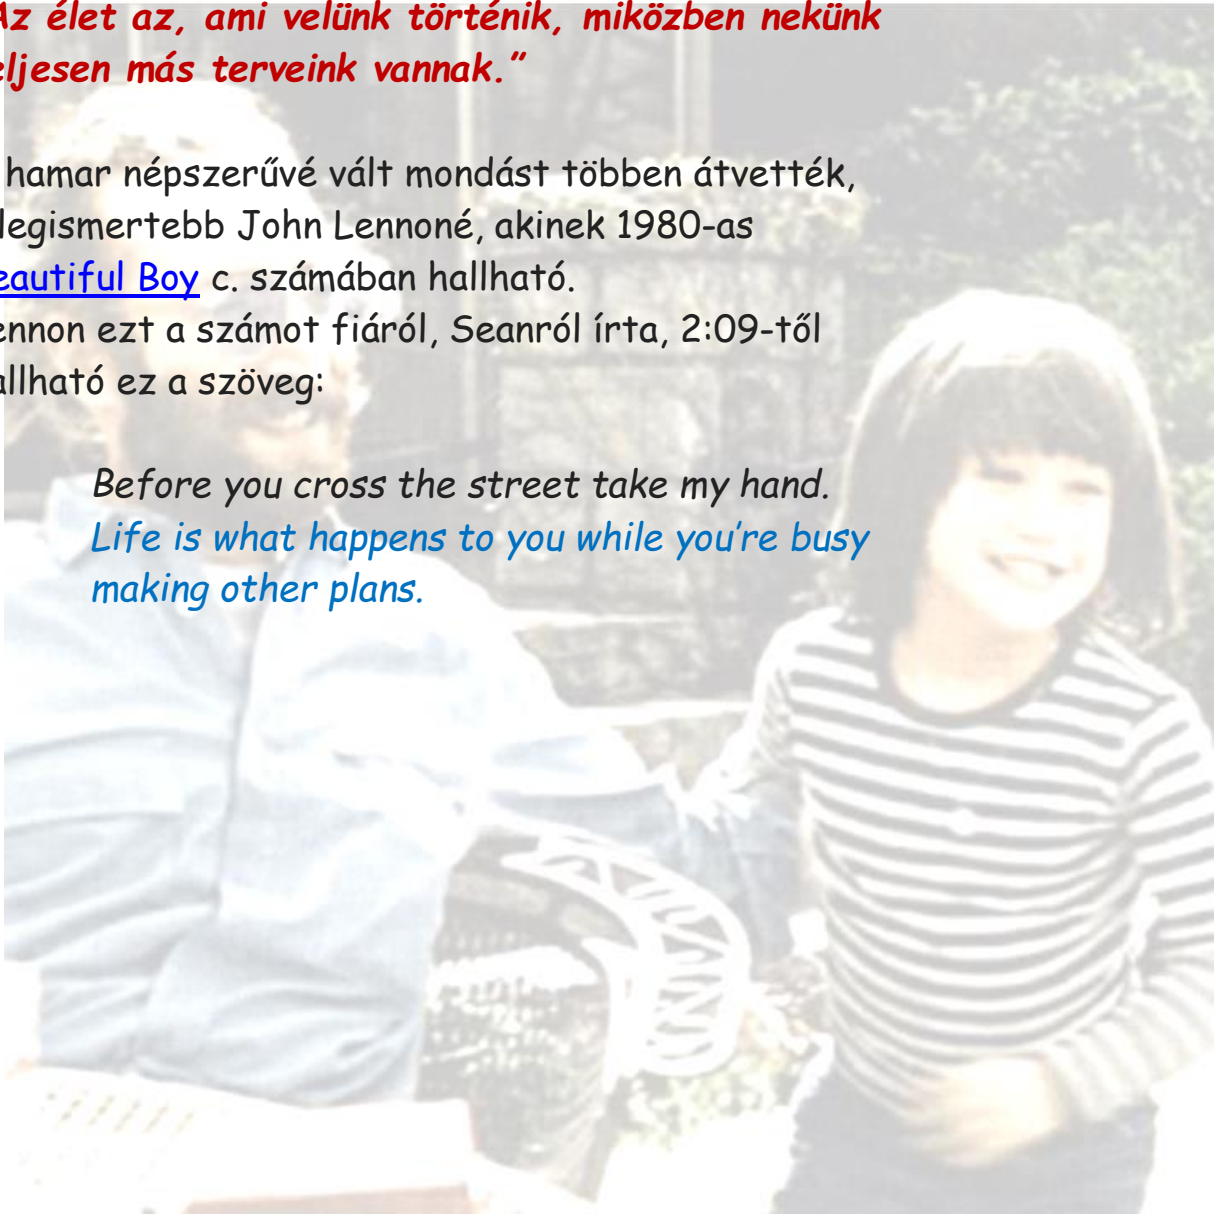 Az élet az, ami velünk történik, miközben nekünk
eljesen más terveink vannak.”
hamar népszerűvé vált mondást többen átvették,
legismertebb John Lennoné, akinek 1980-as
eautiful Boy c. számában hallható.
ennon ezt a számot fiáról, Seanról írta, 2:09-től
allható ez a szöveg:
Before you cross the street take my hand.
Life is what happens to you while you’re busy
making other plans.